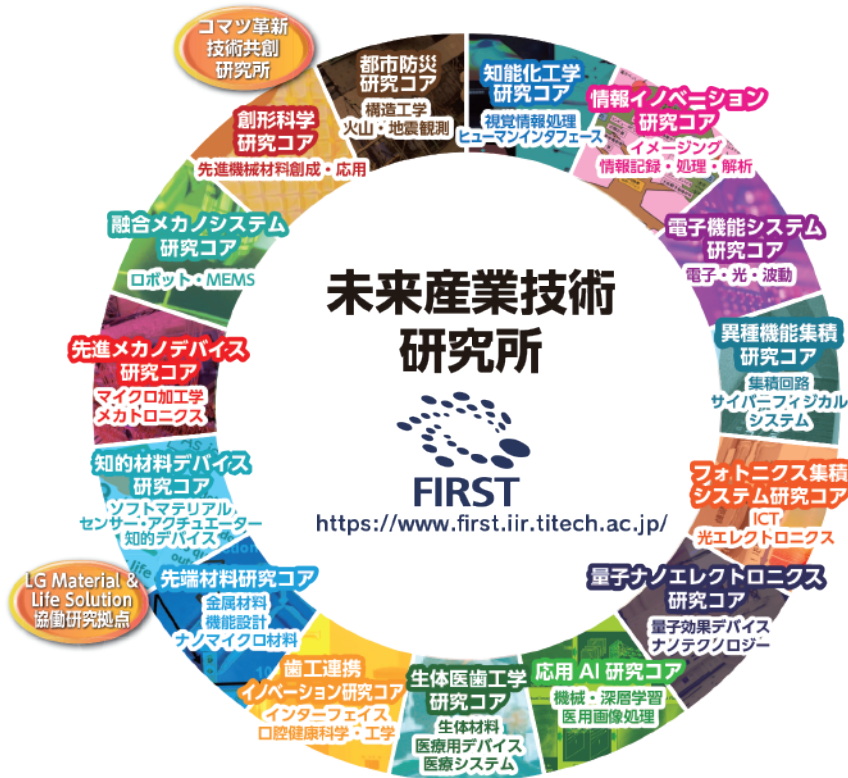 コマツ革新
技術共創
研究所
都市防災
研究コア
構造工学
火山・地震観測
知能化工学
研究コア
視覚情報処理
ヒューマンインタフェース
情報イノベーション
研究コア
イメージング
情報記録・処理・解析
電子機能システム
研究コア
電子・光・波動
異種機能集積
研究コア
集積回路
サイバーフィジカル
システム
フォトニクス集積
システム研究コア
ICT
光エレクトロニクス
量子ナノエレクトロニクス
研究コア
量子効果デバイス
ナノテクノロジー
応用 AI 研究コア
機械・深層学習
医用画像処理
生体医歯工学
研究コア
生体材料
医療用デバイス
医療システム
歯工連携
イノベーション研究コア
インターフェイス
口腔健康科学・工学
先端材料研究コア
金属材料
機能設計
ナノマイクロ材料
LG Material &
Life Solution
協働研究拠点
知的材料デバイス
研究コア
ソフトマテリアル
センサー・アクチュエーター
知的デバイス
先進メカノデバイス
研究コア
マイクロ加工学
メカトロニクス
融合メカノシステム
研究コア
ロボット・MEMS
創形科学
研究コア
先進機械材料創成・応用
未来産業技術
研究所
FIRST
https://www.first.iir.titech.ac.jp/